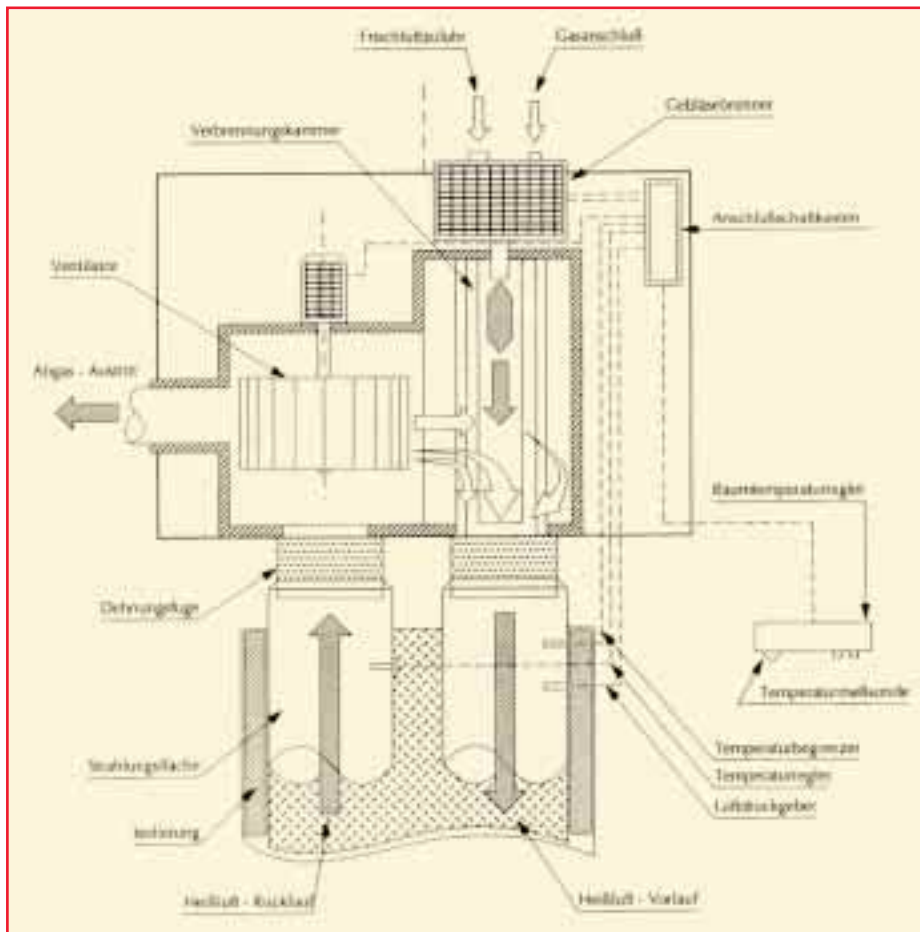 Frischluftzufuhr
Gasanschluß
Gebläsebrenner
Verbrennungskammer
Anschlußschaltkasten
Ventilator
Abgas - Austritt
Raumtemperaturregler
Dehnungsfuge
Temperaturmeßsonde
Strahlungsfläche
Temperaturbegrenzer
Temperaturregler
Luftdruckgeber
Isolierung
Heißluft - Rücklauf
Heißluft - Vorlauf